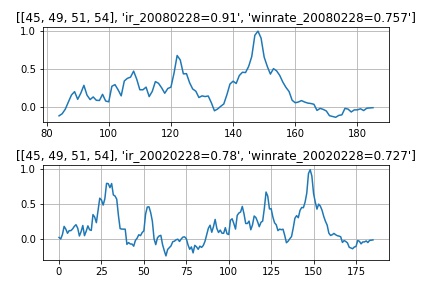 [[45, 49, 51, 54], 'ir_20080228=0.91', 'winrate_20080228=0.757']
1.0
0.5
0.0
80 100 120 140 160 180
[[45, 49, 51, 54], 'ir_20020228=0.78', 'winrate_20020228=0.727']
1.0
0.5
0.0
0 25 50 75 100 125 150 175